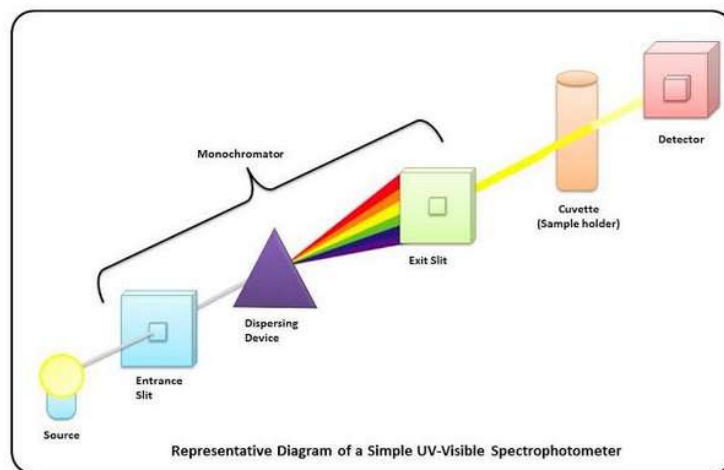 Monochromator
Detector
Cuvette
(Sample holder)
Exit Slit
Dispersing
Device
Entrance
Slit
Source
Representative Diagram of a Simple UV-Visible Spectrophotometer